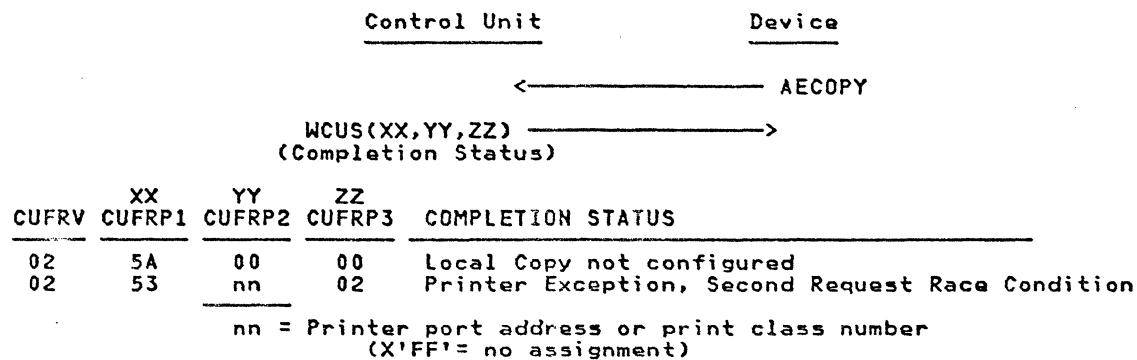 Control Unit Device
AECOPY
WCUS(XX,YY,ZZ)
(Completion Status)
XX YY ZZ
CUFRV CUFRP1 CUFRP2 CUFRP3 COMPLETION STATUS
02 5A 00 00 Local Copy not configured
02 53 nn 02 Printer Exception, Second Request Race Condition
nn = Printer port address or print class number
(X'FF'= no assignment)